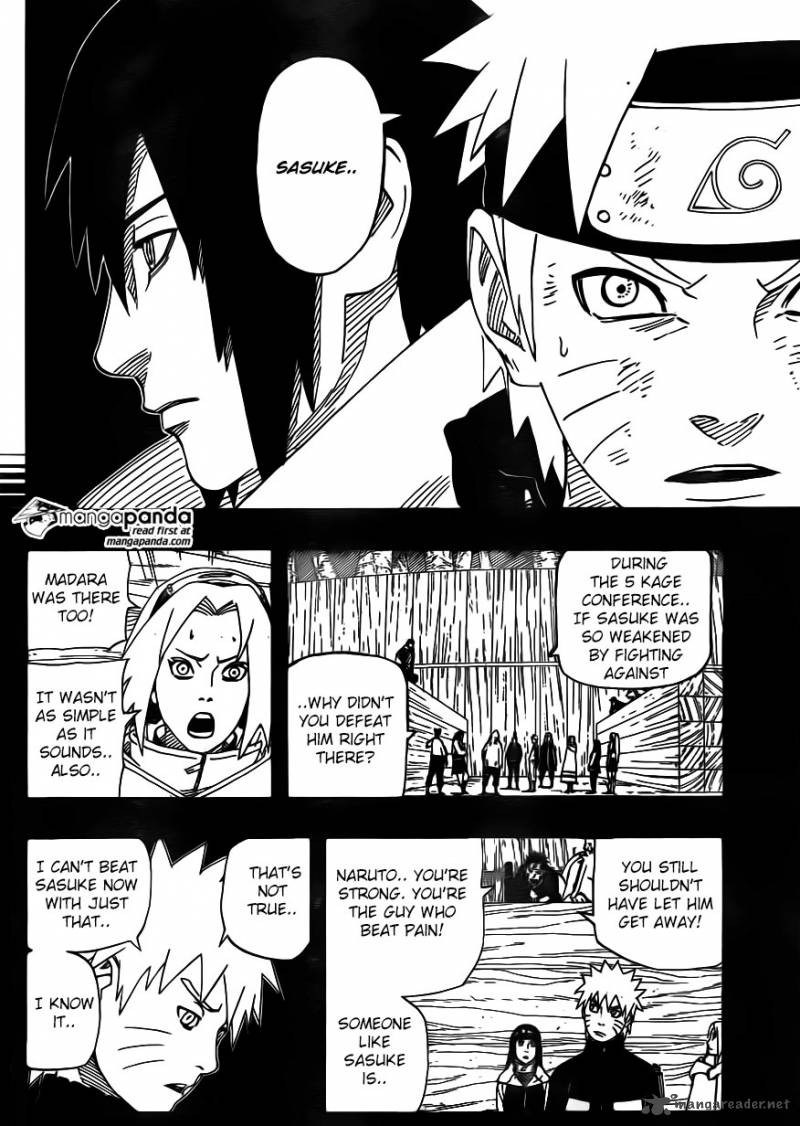 SASUKE..
mangapanda
read first at
mangapanda.com
DURING
THE 5 KAGE
CONFERENCE..
IF SASUKE WAS
SO WEAKENED
BY FIGHTING
AGAINST
..WHY DIDN'T
YOU DEFEAT
HIM RIGHT
THERE?
MADARA
WAS THERE
TOO!
IT WASN'T
AS SIMPLE
AS IT
SOUNDS..
ALSO..
YOU STILL
SHOULDN'T
HAVE LET HIM
GET AWAY!
NARUTO.. YOU'RE
STRONG. YOU'RE
THE GUY WHO
BEAT PAIN!
SOMEONE
LIKE
SASUKE
IS..
THAT'S
NOT
TRUE..
I CAN'T BEAT
SASUKE NOW
WITH JUST
THAT..
I KNOW
IT..
mangareader.net